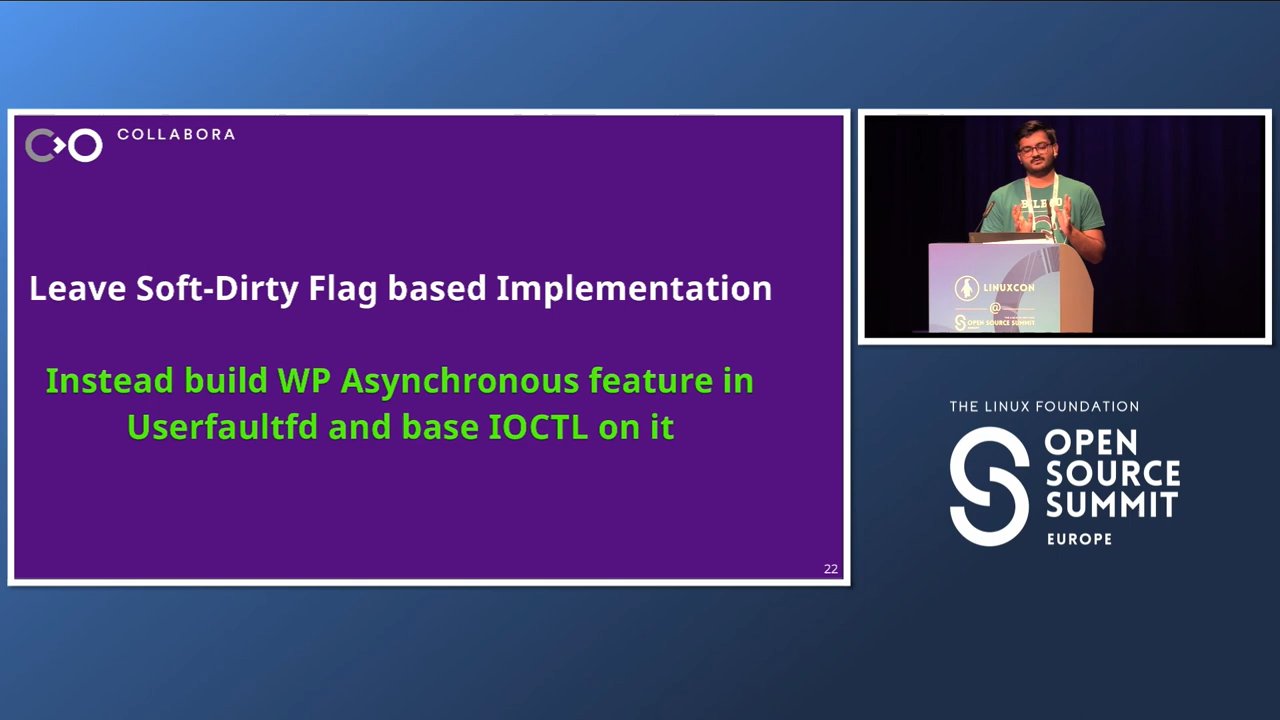 COLLABORA
Leave Soft-Dirty Flag based Implementation
Instead build WP Asynchronous feature in
Userfaultfd and base IOCTL on it
22
LINUXCON
@
OPEN SOURCE SUMMIT
THE LINUX FOUNDATION
OPEN
SOURCE
SUMMIT
EUROPE